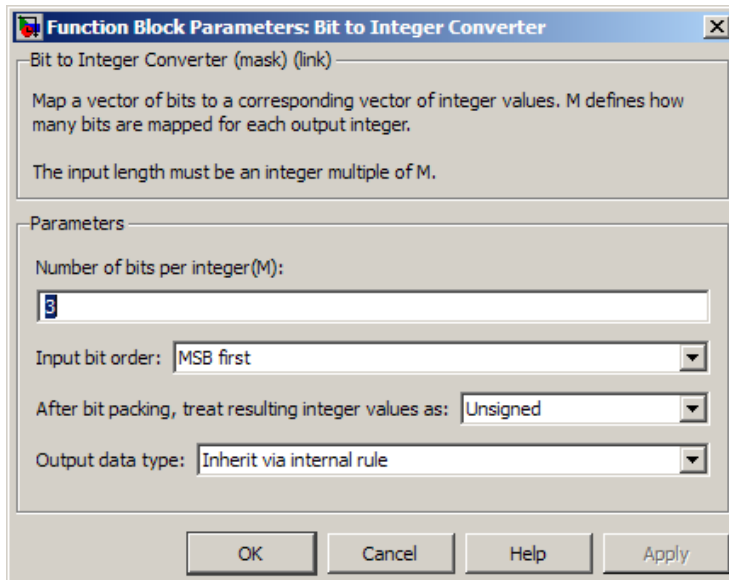 Function Block Parameters: Bit to Integer Converter
Bit to Integer Converter (mask) (link)
Map a vector of bits to a corresponding vector of integer values. M defines how
many bits are mapped for each output integer.
The input length must be an integer multiple of M.
Parameters
Number of bits per integer(M):
3
Input bit order: MSB first
After bit packing, treat resulting integer values as: Unsigned
Output data type: Inherit via internal rule
OK Cancel Help Apply